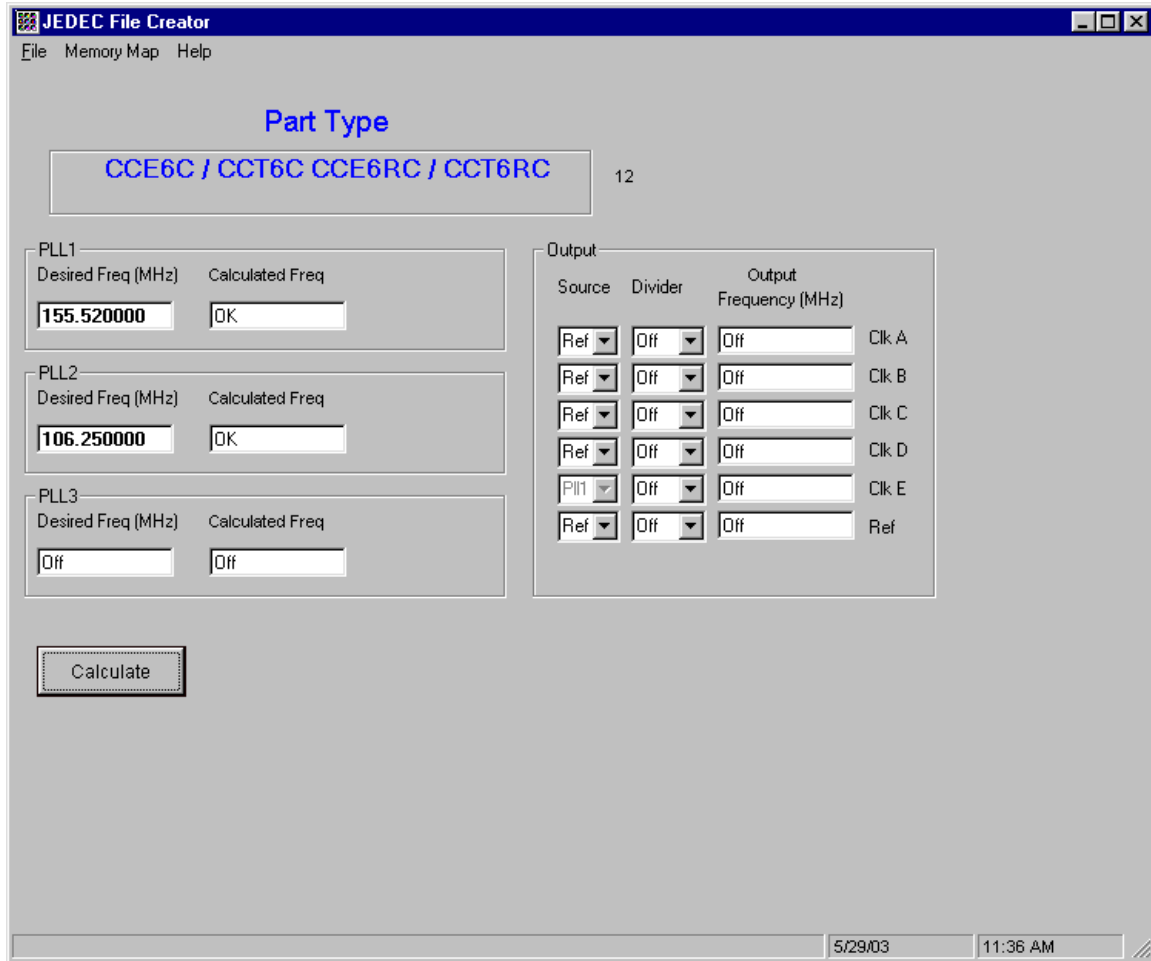 JEDEC File Creator
File Memory Map Help
Part Type
CCE6C / CCT6C CCE6RC / CCT6RC
12
PLL1
Desired Freq (MHz) Calculated Freq
155.520000 OK
PLL2
Desired Freq (MHz) Calculated Freq
106.250000 OK
PLL3
Desired Freq (MHz) Calculated Freq
Off Off
Calculate
Output
Source Divider Output
Frequency (MHz)
Ref Off Off Clk A
Ref Off Off Clk B
Ref Off Off Clk C
Ref Off Off Clk D
Pll1 Off Off Clk E
Ref Off Off Ref
5/29/03 11:36 AM